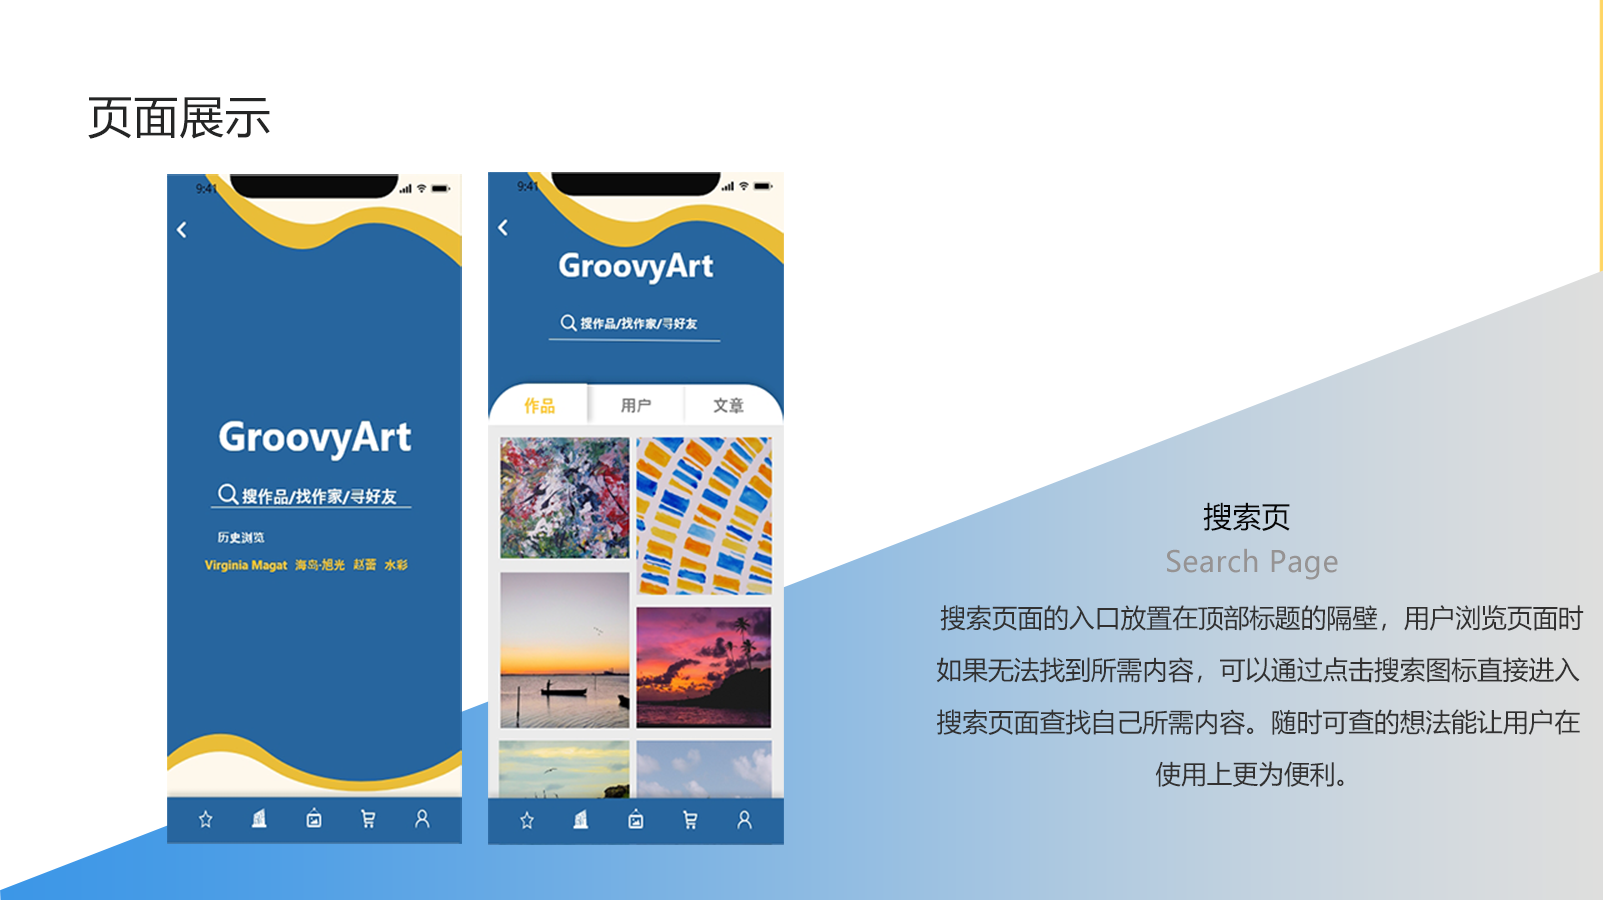 页面展示
9:41
GroovyArt
搜作品/找作家/寻好友
历史浏览
Virginia Magat 海岛-旭光 赵蕾 水彩
9:41
GroovyArt
搜作品/找作家/寻好友
作品 用户 文章
搜索页
Search Page
搜索页面的入口放置在顶部标题的隔壁，用户浏览页面时
如果无法找到所需内容，可以通过点击搜索图标直接进入
搜索页面查找自己所需内容。随时可查的想法能让用户在
使用上更为便利。